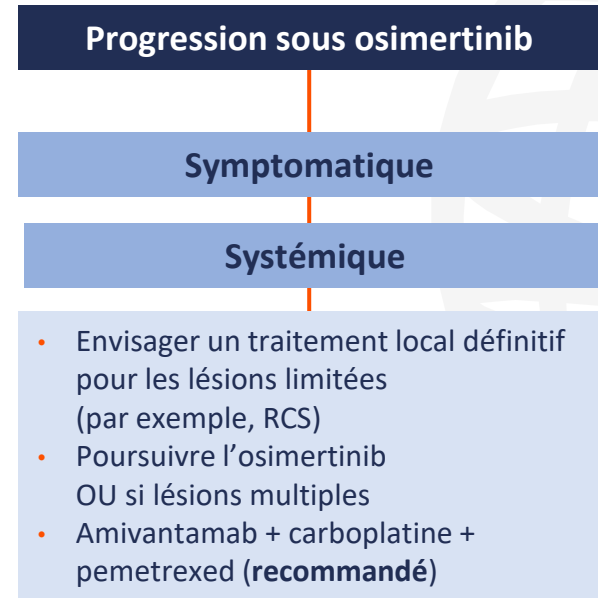 Progression sous osimertinib
Symptomatique
Systémique
• Envisager un traitement local définitif
pour les lésions limitées
(par exemple, RCS)
• Poursuivre l’osimertinib
OU si lésions multiples
• Amivantamab + carboplatine +
pemetrexed (recommandé)